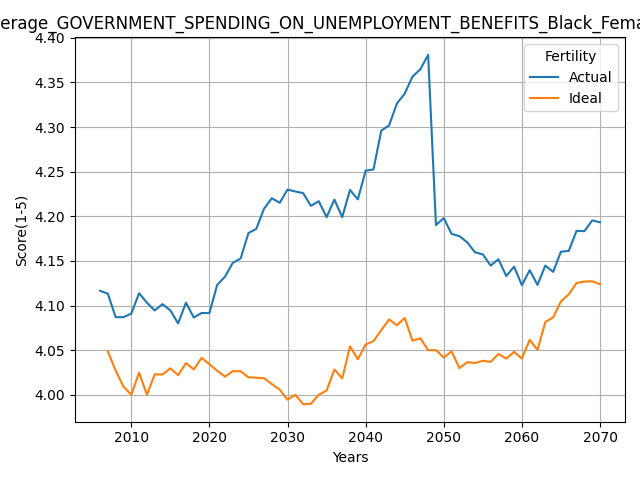 erage_GOVERNMENT_SPENDING_ON_UNEMPLOYMENT_BENEFITS_Black_Fema
4.40
4.35
4.30
4.25
4.20
4.15
4.10
4.05
4.00
Score(1-5)
Fertility
Actual
Ideal
2010 2020 2030 2040 2050 2060 2070
Years